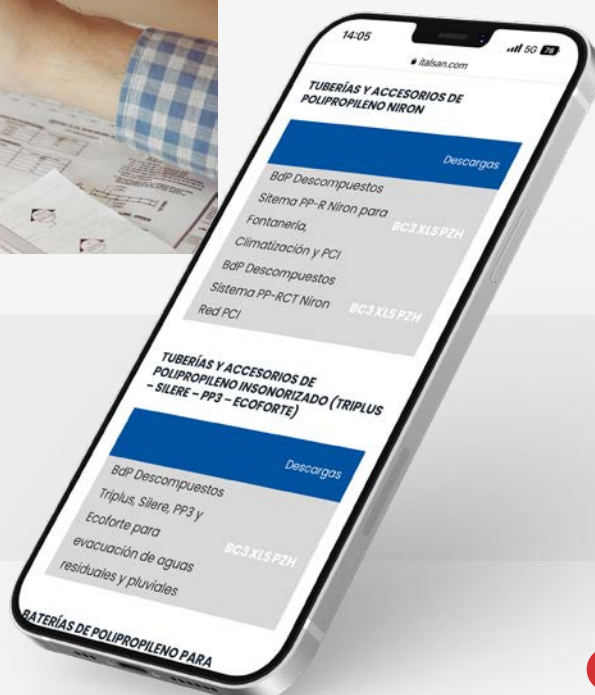 14:05
5G 78
italsan.com
TUBERÍAS Y ACCESORIOS DE
POLIPROPILENO NIRON
Descargas
BdP Descompuestos
Sitema PP-R Niron para
Fontanería,
Climatización y PCI
BC3 XLS PZH
BdP Descompuestos
Sistema PP-RCT Niron
Red PCI
BC3 XLS PZH
TUBERÍAS Y ACCESORIOS DE
POLIPROPILENO INSONORIZADO (TRIPLUS
– SILERE – PP3 – ECOFORTE)
Descargas
BdP Descompuestos
Triplus, Silere, PP3 y
Ecoforte para
evacuación de aguas
residuales y pluviales
BC3 XLS PZH
BATERÍAS DE POLIPROPILENO PARA